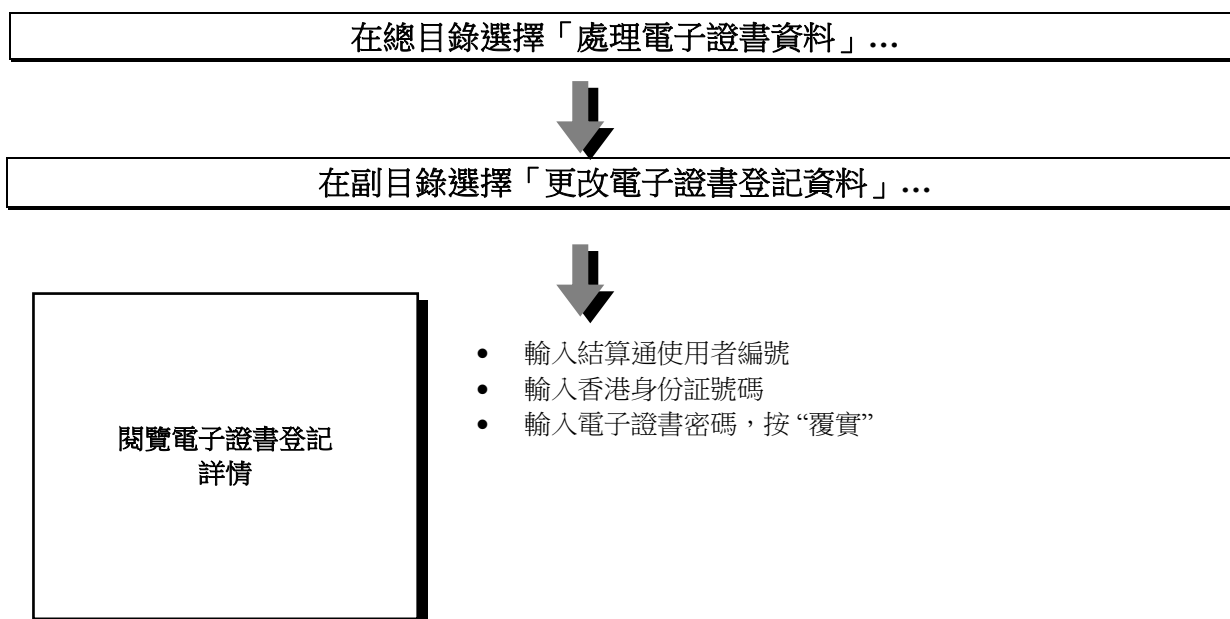 在總目錄選擇「處理電子證書資料」...
在副目錄選擇「更改電子證書登記資料」...
閱覽電子證書登記
詳情
• 輸入結算通使用者編號
• 輸入香港身份証號碼
• 輸入電子證書密碼，按 “覆實”